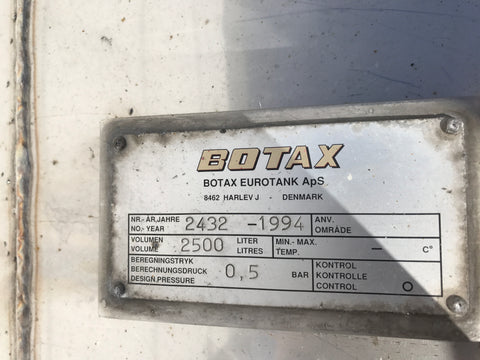 BOTAX
BOTAX EUROTANK ApS
8462 HARLEV J - DENMARK
NR.- ÅR,JAHRE 2432 -1994 ANV.
NO.- YEAR OMRÅDE
VOLUMEN 2500 LITER MIN.- MAX. - C°
VOLUME LITRES TEMP.
BEREGNINGSTRYK 0,5 BAR KONTROL
BERECHNUNGSDRUCK KONTROLLE
DESIGN.PRESSURE CONTROL O